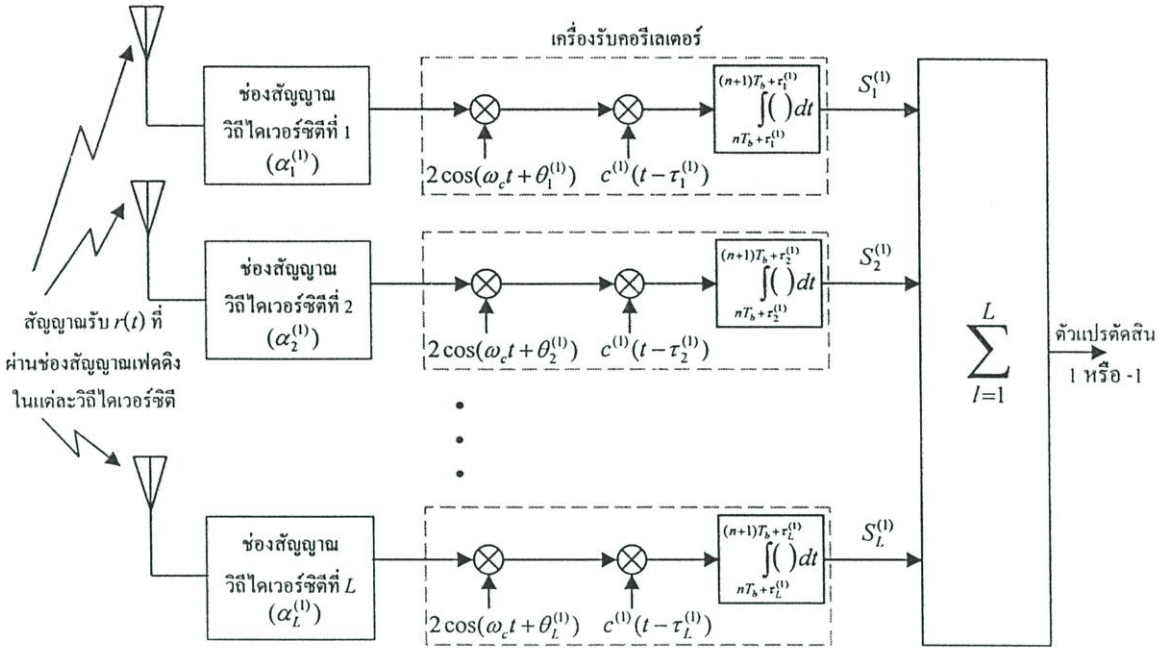 เครื่องรับคอรีเลเตอร์
ช่องสัญญาณ
วิถีไดเวอร์ซิตีที่ 1
(α₁⁽¹⁾)
2cos(ω_c t + θ₁⁽¹⁾)
c⁽¹⁾(t − τ₁⁽¹⁾)
(n+1)T_b + τ₁⁽¹⁾
∫( )dt
nT_b + τ₁⁽¹⁾
S₁⁽¹⁾
ช่องสัญญาณ
วิถีไดเวอร์ซิตีที่ 2
(α₂⁽¹⁾)
2cos(ω_c t + θ₂⁽¹⁾)
c⁽¹⁾(t − τ₂⁽¹⁾)
(n+1)T_b + τ₂⁽¹⁾
∫( )dt
nT_b + τ₂⁽¹⁾
S₂⁽¹⁾
สัญญาณรับ r(t) ที่
ผ่านช่องสัญญาณเฟดดิง
ในแต่ละวิถีไดเวอร์ซิตี
ช่องสัญญาณ
วิถีไดเวอร์ซิตีที่ L
(α_L⁽¹⁾)
2cos(ω_c t + θ_L⁽¹⁾)
c⁽¹⁾(t − τ_L⁽¹⁾)
(n+1)T_b + τ_L⁽¹⁾
∫( )dt
nT_b + τ_L⁽¹⁾
S_L⁽¹⁾
L
∑
l=1
ตัวแปรตัดสิน
1 หรือ -1